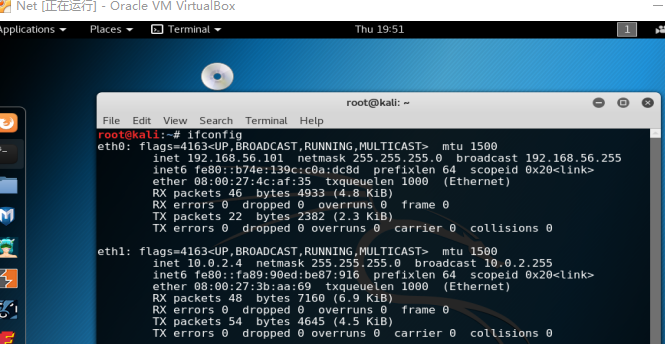 Net [正在运行] - Oracle VM VirtualBox
Applications Places Terminal Thu 19:51 1
root@kali: ~
File Edit View Search Terminal Help
root@kali:~# ifconfig
eth0: flags=4163<UP,BROADCAST,RUNNING,MULTICAST>  mtu 1500
        inet 192.168.56.101  netmask 255.255.255.0  broadcast 192.168.56.255
        inet6 fe80::b74e:139c:c0a:dc8d  prefixlen 64  scopeid 0x20<link>
        ether 08:00:27:4c:af:35  txqueuelen 1000  (Ethernet)
        RX packets 46  bytes 4933 (4.8 KiB)
        RX errors 0  dropped 0  overruns 0  frame 0
        TX packets 22  bytes 2382 (2.3 KiB)
        TX errors 0  dropped 0 overruns 0  carrier 0  collisions 0
eth1: flags=4163<UP,BROADCAST,RUNNING,MULTICAST>  mtu 1500
        inet 10.0.2.4  netmask 255.255.255.0  broadcast 10.0.2.255
        inet6 fe80::fa89:90ed:be87:916  prefixlen 64  scopeid 0x20<link>
        ether 08:00:27:3b:aa:69  txqueuelen 1000  (Ethernet)
        RX packets 48  bytes 7160 (6.9 KiB)
        RX errors 0  dropped 0  overruns 0  frame 0
        TX packets 54  bytes 4645 (4.5 KiB)
        TX errors 0  dropped 0 overruns 0  carrier 0  collisions 0